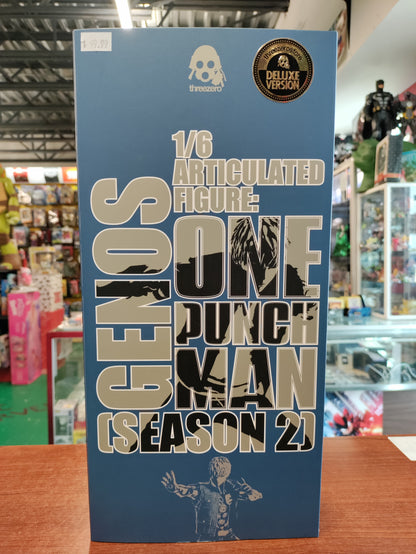 threezero
DELUXE
VERSION
1/6
ARTICULATED
FIGURE:
GENOS
ONE
PUNCH
MAN
(SEASON 2)